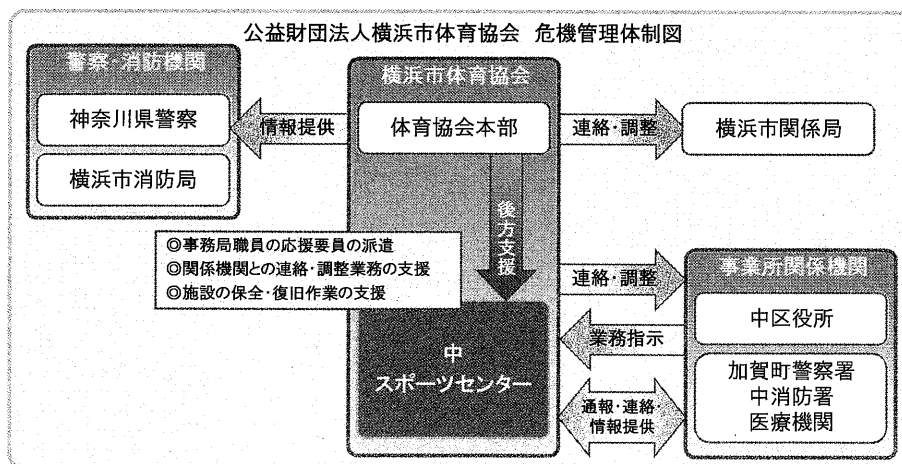 公益財団法人横浜市体育協会 危機管理体制図
警察・消防機関
神奈川県警察
横浜市消防局
情報提供
横浜市体育協会
体育協会本部
連絡・調整
横浜市関係局
後方支援
◎事務局職員の応援要員の派遣
◎関係機関との連絡・調整業務の支援
◎施設の保全・復旧作業の支援
中
スポーツセンター
連絡・調整
業務指示
通報・連絡・
情報提供
事業所関係機関
中区役所
加賀町警察署
中消防署
医療機関